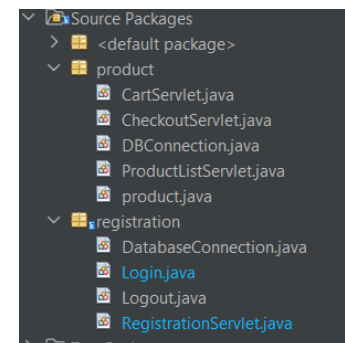 Source Packages
<default package>
product
CartServlet.java
CheckoutServlet.java
DBConnection.java
ProductListServlet.java
product.java
registration
DatabaseConnection.java
Login.java
Logout.java
RegistrationServlet.java